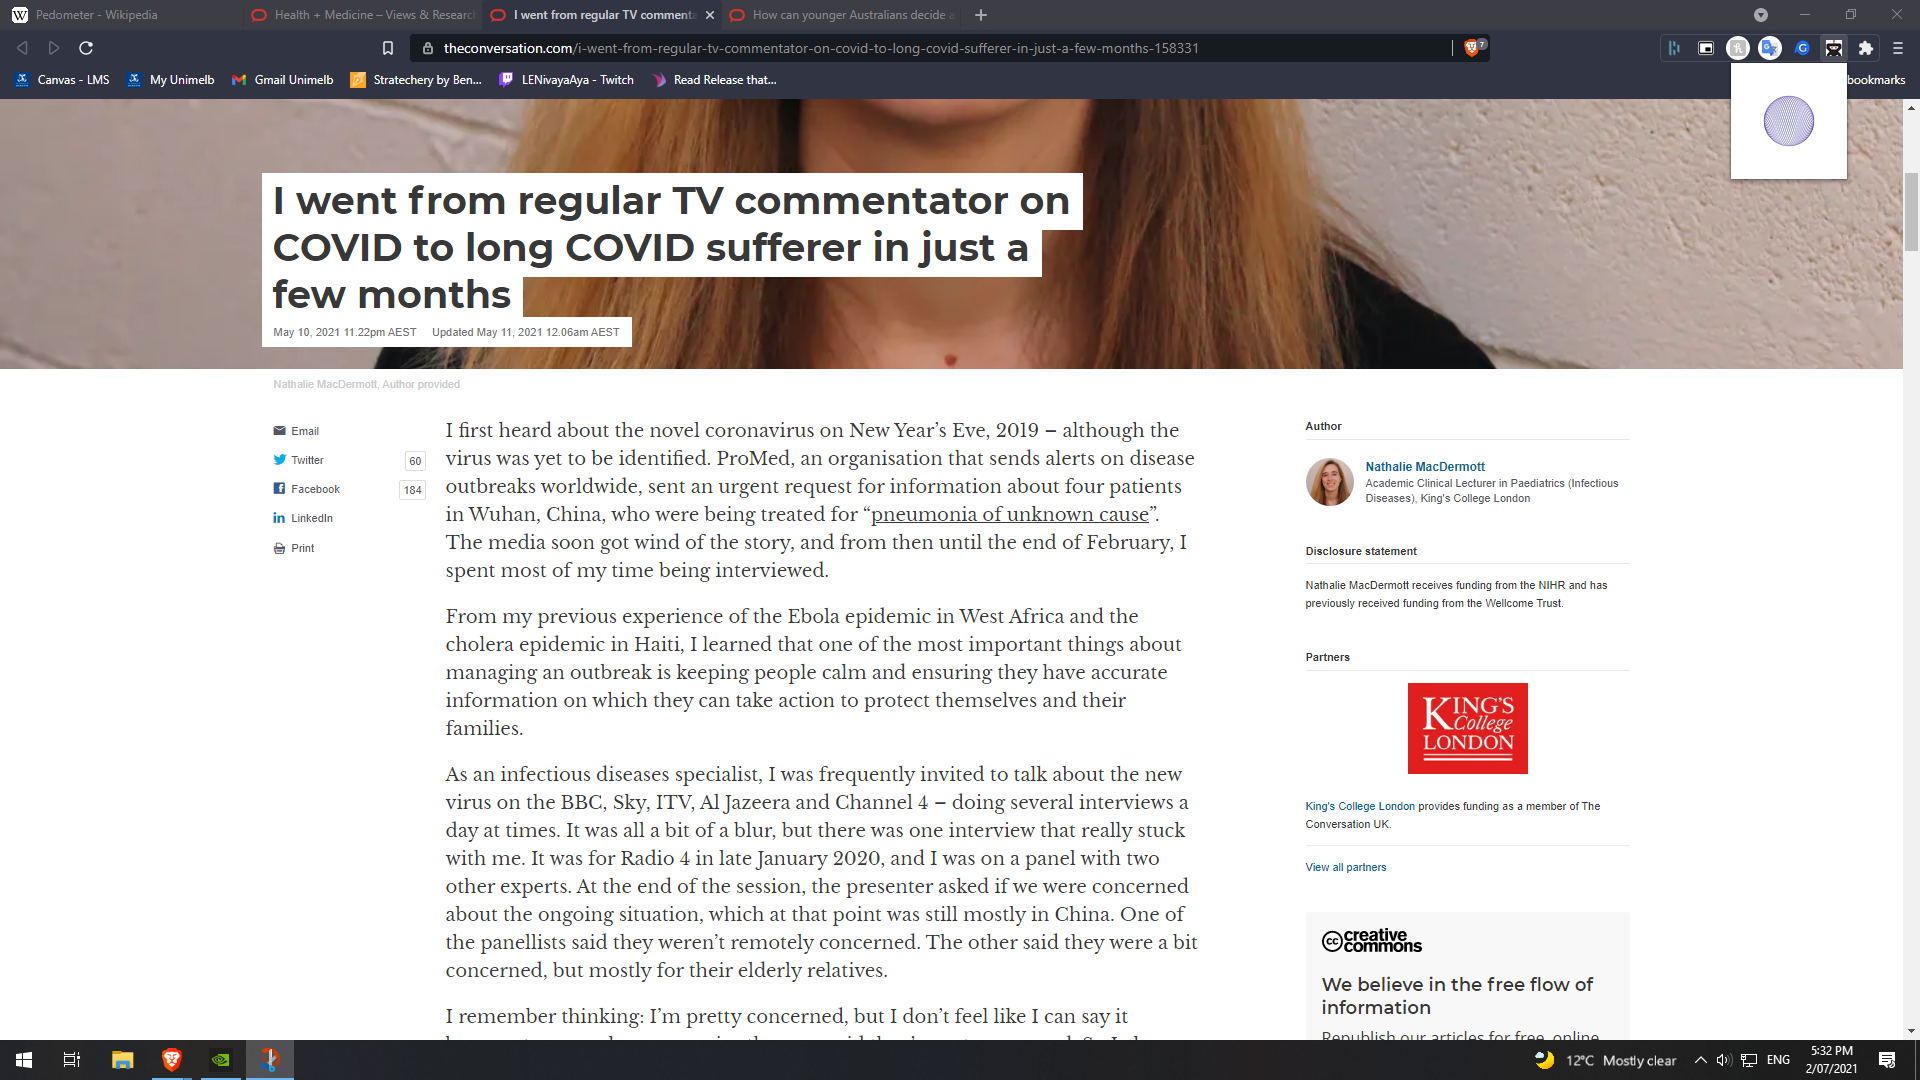 Pedometer - Wikipedia
Health + Medicine – Views & Researc
I went from regular TV commenta
How can younger Australians decide a
theconversation.com/i-went-from-regular-tv-commentator-on-covid-to-long-covid-sufferer-in-just-a-few-months-158331
7
Canvas - LMS
My Unimelb
Gmail Unimelb
Stratechery by Ben...
LENivayaAya - Twitch
Read Release that...
bookmarks
I went from regular TV commentator on
COVID to long COVID sufferer in just a
few months
May 10, 2021 11.22pm AEST Updated May 11, 2021 12.06am AEST
Nathalie MacDermott, Author provided
Email
Twitter 60
Facebook 184
LinkedIn
Print
I first heard about the novel coronavirus on New Year’s Eve, 2019 – although the
virus was yet to be identified. ProMed, an organisation that sends alerts on disease
outbreaks worldwide, sent an urgent request for information about four patients
in Wuhan, China, who were being treated for “pneumonia of unknown cause”.
The media soon got wind of the story, and from then until the end of February, I
spent most of my time being interviewed.
From my previous experience of the Ebola epidemic in West Africa and the
cholera epidemic in Haiti, I learned that one of the most important things about
managing an outbreak is keeping people calm and ensuring they have accurate
information on which they can take action to protect themselves and their
families.
As an infectious diseases specialist, I was frequently invited to talk about the new
virus on the BBC, Sky, ITV, Al Jazeera and Channel 4 – doing several interviews a
day at times. It was all a bit of a blur, but there was one interview that really stuck
with me. It was for Radio 4 in late January 2020, and I was on a panel with two
other experts. At the end of the session, the presenter asked if we were concerned
about the ongoing situation, which at that point was still mostly in China. One of
the panellists said they weren’t remotely concerned. The other said they were a bit
concerned, but mostly for their elderly relatives.
I remember thinking: I’m pretty concerned, but I don’t feel like I can say it
Author
Nathalie MacDermott
Academic Clinical Lecturer in Paediatrics (Infectious
Diseases), King's College London
Disclosure statement
Nathalie MacDermott receives funding from the NIHR and has
previously received funding from the Wellcome Trust.
Partners
KING'S
College
LONDON
King's College London provides funding as a member of The
Conversation UK.
View all partners
cc creative
commons
We believe in the free flow of
information
Republish our articles for free, online
12°C Mostly clear
ENG
5:32 PM
2/07/2021